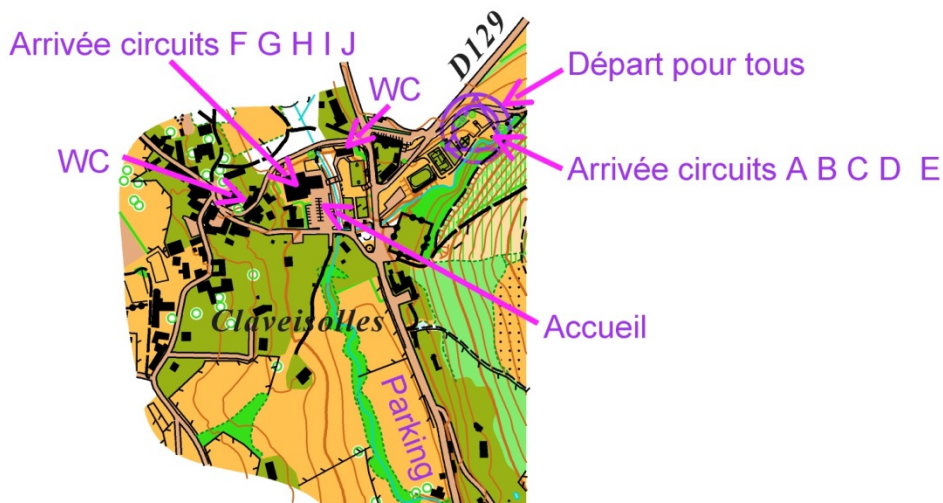 Arrivée circuits F G H I J
D129
Départ pour tous
WC
WC
Arrivée circuits A B C D E
Claveisolles
Accueil
Parking